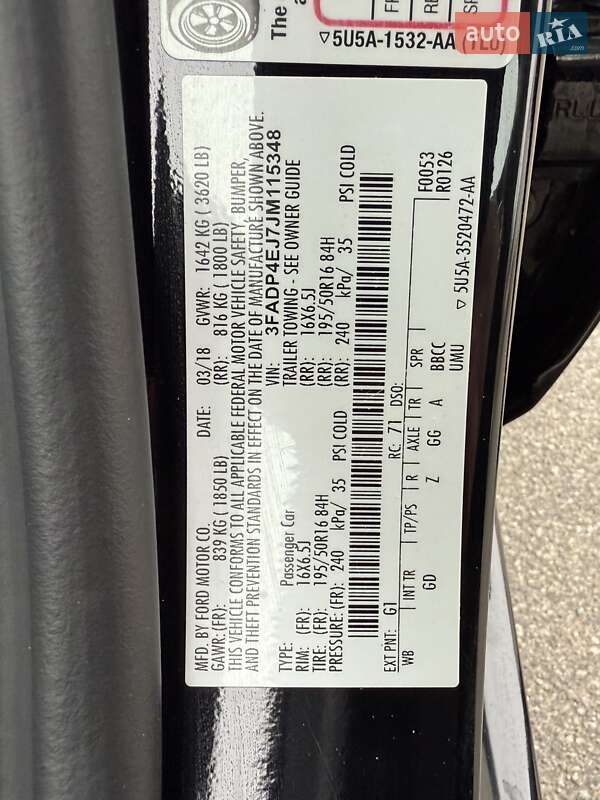 auto RIA .com
The
FR
RE
SP
▽5U5A-1532-AA (TLU)
MFD. BY FORD MOTOR CO. DATE: 03/18 GVWR: 1642 KG ( 3620 LB)
GAWR:(FR): 839 KG ( 1850 LB) (RR): 816 KG ( 1800 LB)
THIS VEHICLE CONFORMS TO ALL APPLICABLE FEDERAL MOTOR VEHICLE SAFETY, BUMPER,
AND THEFT PREVENTION STANDARDS IN EFFECT ON THE DATE OF MANUFACTURE SHOWN ABOVE.
VIN: 3FADP4EJ7JM115348
TYPE: Passenger Car TRAILER TOWING - SEE OWNER GUIDE
RIM: (FR): 16X6.5J (RR): 16X6.5J
TIRE: (FR): 195/50R16 84H (RR): 195/50R16 84H
PRESSURE: (FR): 240 kPa/ 35 PSI COLD (RR): 240 kPa/ 35 PSI COLD
F0053
R0126
EXT PNT: G1 RC: 71 DSO:
WB INT TR TP/PS R AXLE TR SPR
GD Z GG A BBCC
UMU
▽ 5U5A-3520472-AA